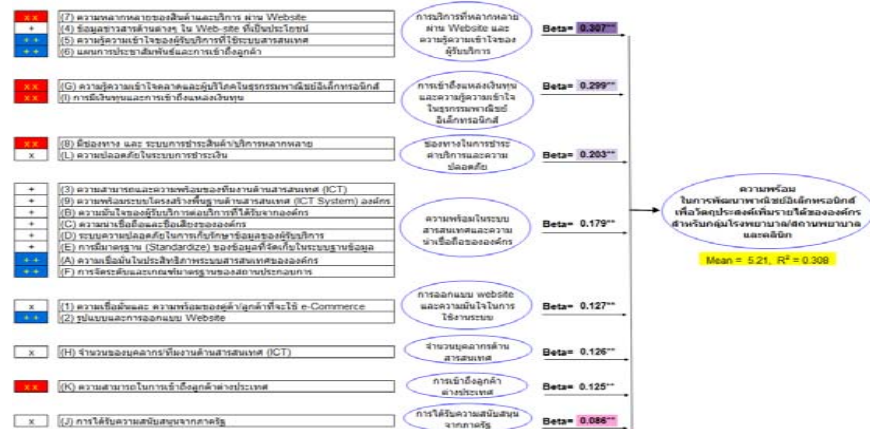 x x (7) ความหลากหลายของสินค้าและบริการ ผ่าน Website
+ (4) ข้อมูลข่าวสารด้านต่างๆ ใน Web-site ที่เป็นประโยชน์
+ + (5) ความรู้ความเข้าใจของผู้รับบริการที่ใช้ระบบสารสนเทศ
+ + (6) แผนการประชาสัมพันธ์และการเข้าถึงลูกค้า
การบริการที่หลากหลาย
ผ่าน Website และ
ความรู้ความเข้าใจของ
ผู้รับบริการ
Beta= 0.307**
x x (G) ความรู้ความเข้าใจตลาดและผู้บริโภคในธุรกรรมพาณิชย์อิเล็กทรอนิกส์
x x (I) การมีเงินทุนและการเข้าถึงแหล่งเงินทุน
การเข้าถึงแหล่งเงินทุน
และความรู้ความเข้าใจ
ในธุรกรรมพาณิชย์
อิเล็กทรอนิกส์
Beta= 0.299**
x x (8) มีช่องทาง และ ระบบการชำระสินค้า/บริการหลากหลาย
x (L) ความปลอดภัยในระบบการชำระเงิน
ช่องทางในการชำระ
ค่าบริการและความ
ปลอดภัย
Beta= 0.203**
+ (3) ความสามารถและความพร้อมของทีมงานด้านสารสนเทศ (ICT)
+ (9) ความพร้อมระบบโครงสร้างพื้นฐานด้านสารสนเทศ (ICT System) องค์กร
+ (B) ความมั่นใจของผู้รับบริการต่อบริการที่ได้รับจากองค์กร
+ (C) ความน่าเชื่อถือและชื่อเสียงขององค์กร
+ (D) ระบบความปลอดภัยในการเก็บรักษาข้อมูลของผู้รับบริการ
+ (E) การมีมาตรฐาน (Standardize) ของข้อมูลที่จัดเก็บในระบบฐานข้อมูล
+ + (A) ความเชื่อมั่นในประสิทธิภาพระบบสารสนเทศขององค์กร
+ + (F) การจัดระดับและเกณฑ์มาตรฐานของสถานประกอบการ
ความพร้อมในระบบ
สารสนเทศและความ
น่าเชื่อถือขององค์กร
Beta= 0.179**
x (1) ความเชื่อมั่นและ ความพร้อมของคู่ค้า/ลูกค้าที่จะใช้ e-Commerce
+ + (2) รูปแบบและการออกแบบ Website
การออกแบบ website
และความมั่นใจในการ
ใช้งานระบบ
Beta= 0.127**
x (H) จำนวนของบุคลากร/ทีมงานด้านสารสนเทศ (ICT)
จำนวนบุคลากรด้าน
สารสนเทศ
Beta= 0.126**
x x (K) ความสามารถในการเข้าถึงลูกค้าต่างประเทศ
การเข้าถึงลูกค้า
ต่างประเทศ
Beta= 0.125**
x (J) การได้รับความสนับสนุนจากภาครัฐ
การได้รับความสนับสนุน
จากภาครัฐ
Beta= 0.086**
ความพร้อม
ในการพัฒนาพาณิชย์อิเล็กทรอนิกส์
เพื่อวัตถุประสงค์เพิ่มรายได้ขององค์กร
สำหรับกลุ่มโรงพยาบาล/สถานพยาบาล
และคลินิก
Mean = 5.21, R² = 0.308